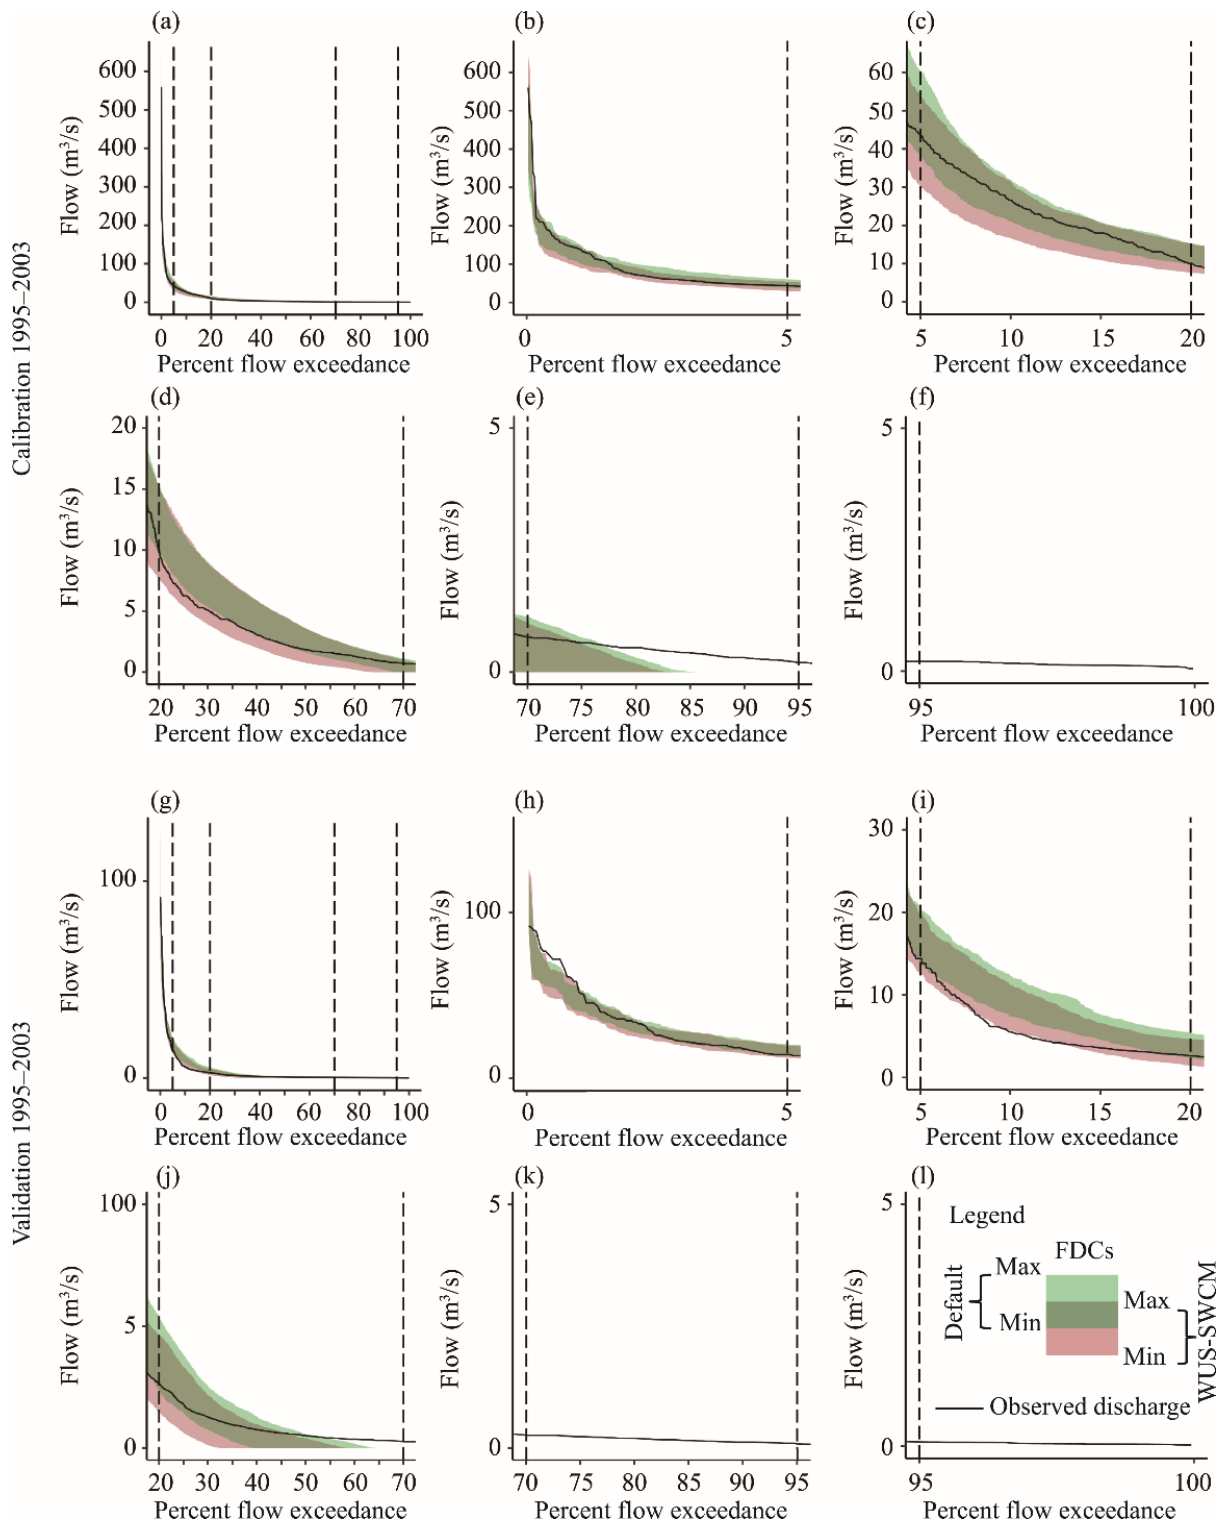 Calibration 1995–2003
(a)
Flow (m³/s)
600
500
400
300
200
100
0
0 20 40 60 80 100
Percent flow exceedance
(b)
Flow (m³/s)
600
500
400
300
200
100
0
0 5
Percent flow exceedance
(c)
Flow (m³/s)
60
50
40
30
20
10
0
5 10 15 20
Percent flow exceedance
(d)
Flow (m³/s)
20
15
10
5
0
20 30 40 50 60 70
Percent flow exceedance
(e)
Flow (m³/s)
5
0
70 75 80 85 90 95
Percent flow exceedance
(f)
Flow (m³/s)
5
0
95 100
Percent flow exceedance
Validation 1995–2003
(g)
Flow (m³/s)
100
0
0 20 40 60 80 100
Percent flow exceedance
(h)
Flow (m³/s)
100
0
0 5
Percent flow exceedance
(i)
Flow (m³/s)
30
20
10
0
5 10 15 20
Percent flow exceedance
(j)
Flow (m³/s)
100
5
0
20 30 40 50 60 70
Percent flow exceedance
(k)
Flow (m³/s)
5
0
70 75 80 85 90 95
Percent flow exceedance
(l)
Flow (m³/s)
5
0
95 100
Percent flow exceedance
Legend
FDCs
Default
Max
Min
Max
Min
WUS-SWCM
Observed discharge